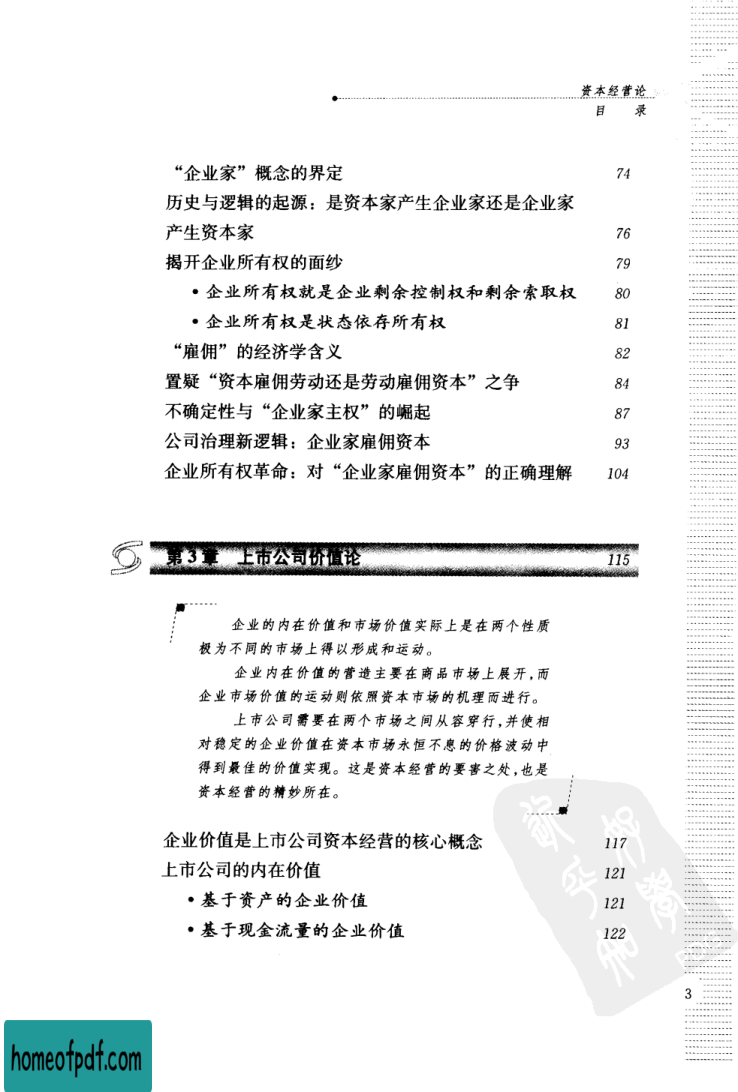 资本经营论
目 录
“企业家”概念的界定 74
历史与逻辑的起源：是资本家产生企业家还是企业家
产生资本家 76
揭开企业所有权的面纱 79
•企业所有权就是企业剩余控制权和剩余索取权 80
•企业所有权是状态依存所有权 81
“雇佣”的经济学含义 82
置疑“资本雇佣劳动还是劳动雇佣资本”之争 84
不确定性与“企业家主权”的崛起 87
公司治理新逻辑：企业家雇佣资本 93
企业所有权革命：对“企业家雇佣资本”的正确理解 104
第3章 上市公司价值论 115
企业的内在价值和市场价值实际上是在两个性质
极为不同的市场上得以形成和运动。
企业内在价值的营造主要在商品市场上展开，而
企业市场价值的运动则依照资本市场的机理而进行。
上市公司需要在两个市场之间从容穿行，并使相
对稳定的企业价值在资本市场永恒不息的价格波动中
得到最佳的价值实现。这是资本经营的要害之处，也是
资本经营的精妙所在。
企业价值是上市公司资本经营的核心概念 117
上市公司的内在价值 121
•基于资产的企业价值 121
•基于现金流量的企业价值 122
3
homeofpdf.com